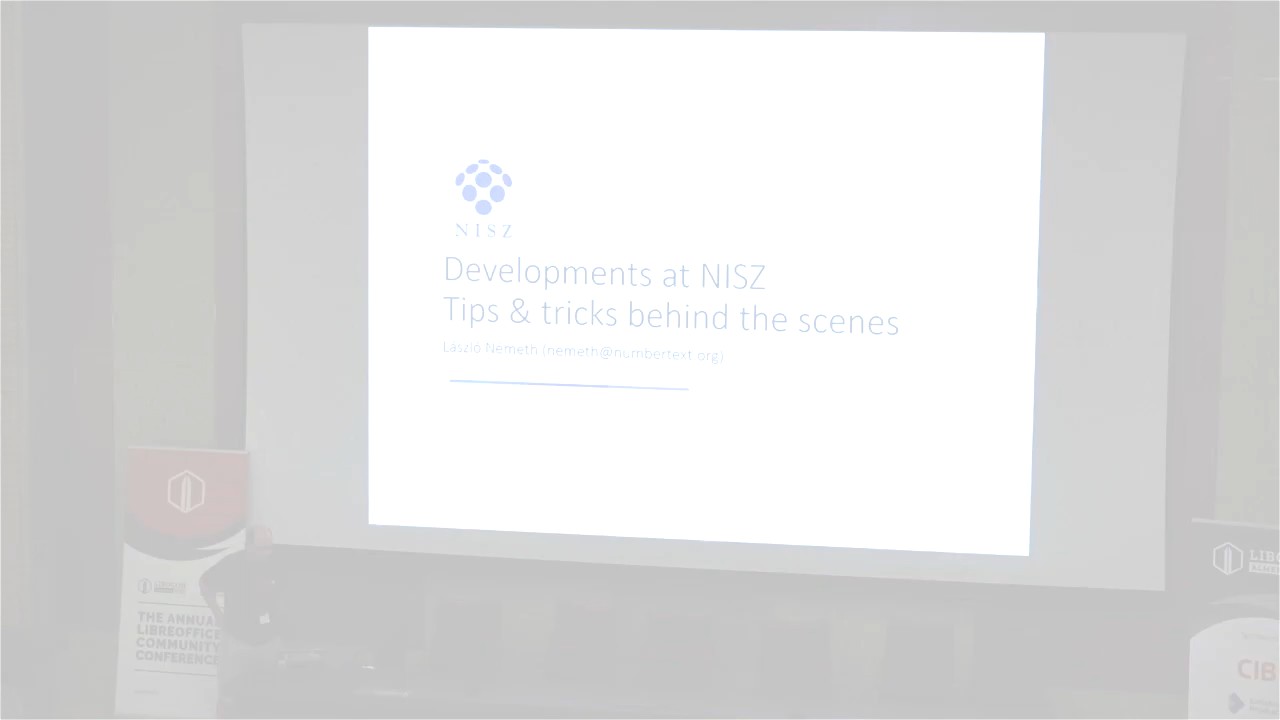 NISZ
Developments at NISZ
Tips & tricks behind the scenes
László Németh (nemeth@numbertext.org)
THE ANNUAL
LIBREOFFICE
COMMUNITY
CONFERENCE
CIB